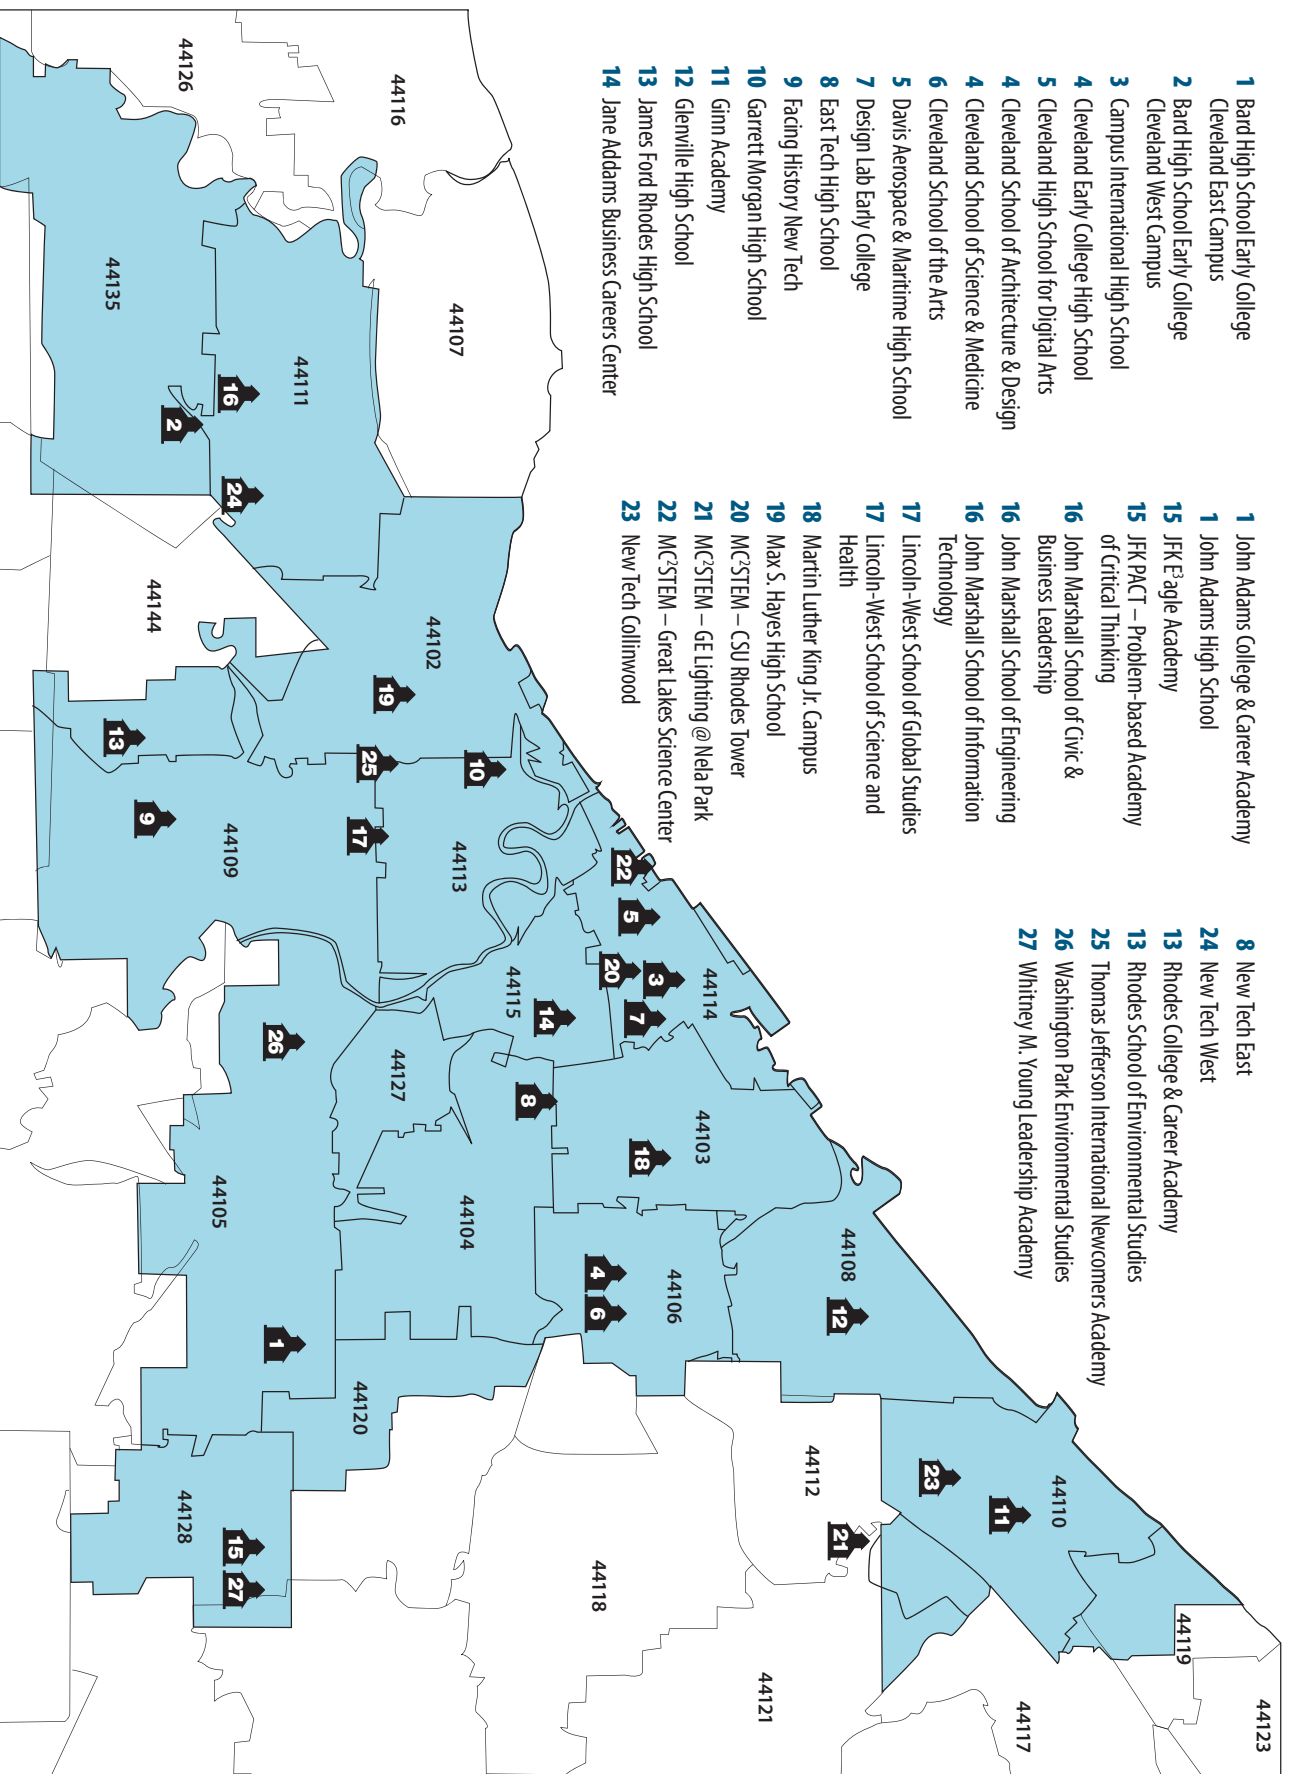 1 Bard High School Early College
Cleveland East Campus
2 Bard High School Early College
Cleveland West Campus
3 Campus International High School
4 Cleveland Early College High School
5 Cleveland High School for Digital Arts
4 Cleveland School of Architecture & Design
4 Cleveland School of Science & Medicine
6 Cleveland School of the Arts
5 Davis Aerospace & Maritime High School
7 Design Lab Early College
8 East Tech High School
9 Facing History New Tech
10 Garrett Morgan High School
11 Ginn Academy
12 Glenville High School
13 James Ford Rhodes High School
14 Jane Addams Business Careers Center
1 John Adams College & Career Academy
1 John Adams High School
15 JFK E³agle Academy
15 JFK PACT – Problem-based Academy
of Critical Thinking
16 John Marshall School of Civic &
Business Leadership
16 John Marshall School of Engineering
16 John Marshall School of Information
Technology
17 Lincoln-West School of Global Studies
17 Lincoln-West School of Science and
Health
18 Martin Luther King Jr. Campus
19 Max S. Hayes High School
20 MC²STEM – CSU Rhodes Tower
21 MC²STEM – GE Lighting @ Nela Park
22 MC²STEM – Great Lakes Science Center
23 New Tech Collinwood
8 New Tech East
24 New Tech West
13 Rhodes College & Career Academy
13 Rhodes School of Environmental Studies
25 Thomas Jefferson International Newcomers Academy
26 Washington Park Environmental Studies
27 Whitney M. Young Leadership Academy
44123
44119
44110
44117
11
23
44108
12
21
44112
44121
44114
44103
44106
3
7
18
5
22
20
4
6
44118
14
8
44115
10
44113
44104
44107
44102
19
25
17
44127
44120
44116
44111
16
24
26
1
15
27
44109
44105
44128
44126
2
9
44144
13
44135